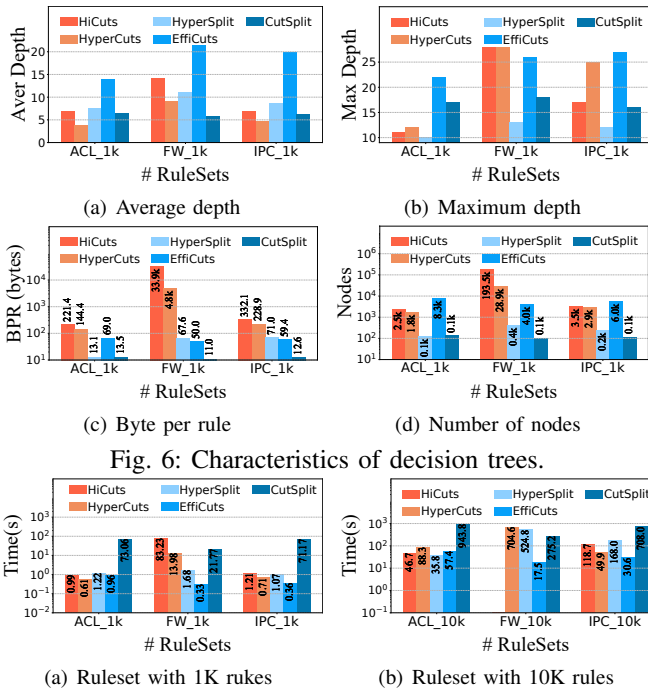 HiCuts HyperSplit CutSplit
HyperCuts EffiCuts
Aver Depth
20
15
10
5
0
ACL_1k FW_1k IPC_1k
# RuleSets
(a) Average depth
HiCuts HyperSplit CutSplit
HyperCuts EffiCuts
Max Depth
25
20
15
10
ACL_1k FW_1k IPC_1k
# RuleSets
(b) Maximum depth
HiCuts HyperSplit CutSplit
HyperCuts EffiCuts
BPR (bytes)
10^4
10^3
10^2
10^1
221.4 144.4 13.1 69.0 13.5
33.9k 4.8k 67.6 50.0 11.0
332.1 228.9 71.0 59.4 12.6
ACL_1k FW_1k IPC_1k
# RuleSets
(c) Byte per rule
HiCuts HyperSplit CutSplit
HyperCuts EffiCuts
Nodes
10^6
10^5
10^4
10^3
10^2
10^1
2.5k 1.8k 0.1k 8.3k 0.1k
193.5k 28.9k 0.4k 4.0k 0.1k
3.5k 2.9k 0.2k 6.0k 0.1k
ACL_1k FW_1k IPC_1k
# RuleSets
(d) Number of nodes
Fig. 6: Characteristics of decision trees.
HiCuts HyperSplit CutSplit
HyperCuts EffiCuts
Time(s)
10^3
10^2
10^1
10^0
10^-1
10^-2
0.99 0.61 1.22 0.96 73.06
83.23 13.98 1.68 0.33 21.77
1.21 0.71 1.07 0.36 71.17
ACL_1k FW_1k IPC_1k
# RuleSets
(a) Ruleset with 1K rukes
HiCuts HyperSplit CutSplit
HyperCuts EffiCuts
Time(s)
10^3
10^2
10^1
10^0
10^-1
46.7 88.3 35.8 57.4 943.8
704.6 524.8 17.5 275.2
118.7 49.9 168.0 30.6 708.0
ACL_10k FW_10k IPC_10k
# RuleSets
(b) Ruleset with 10K rules